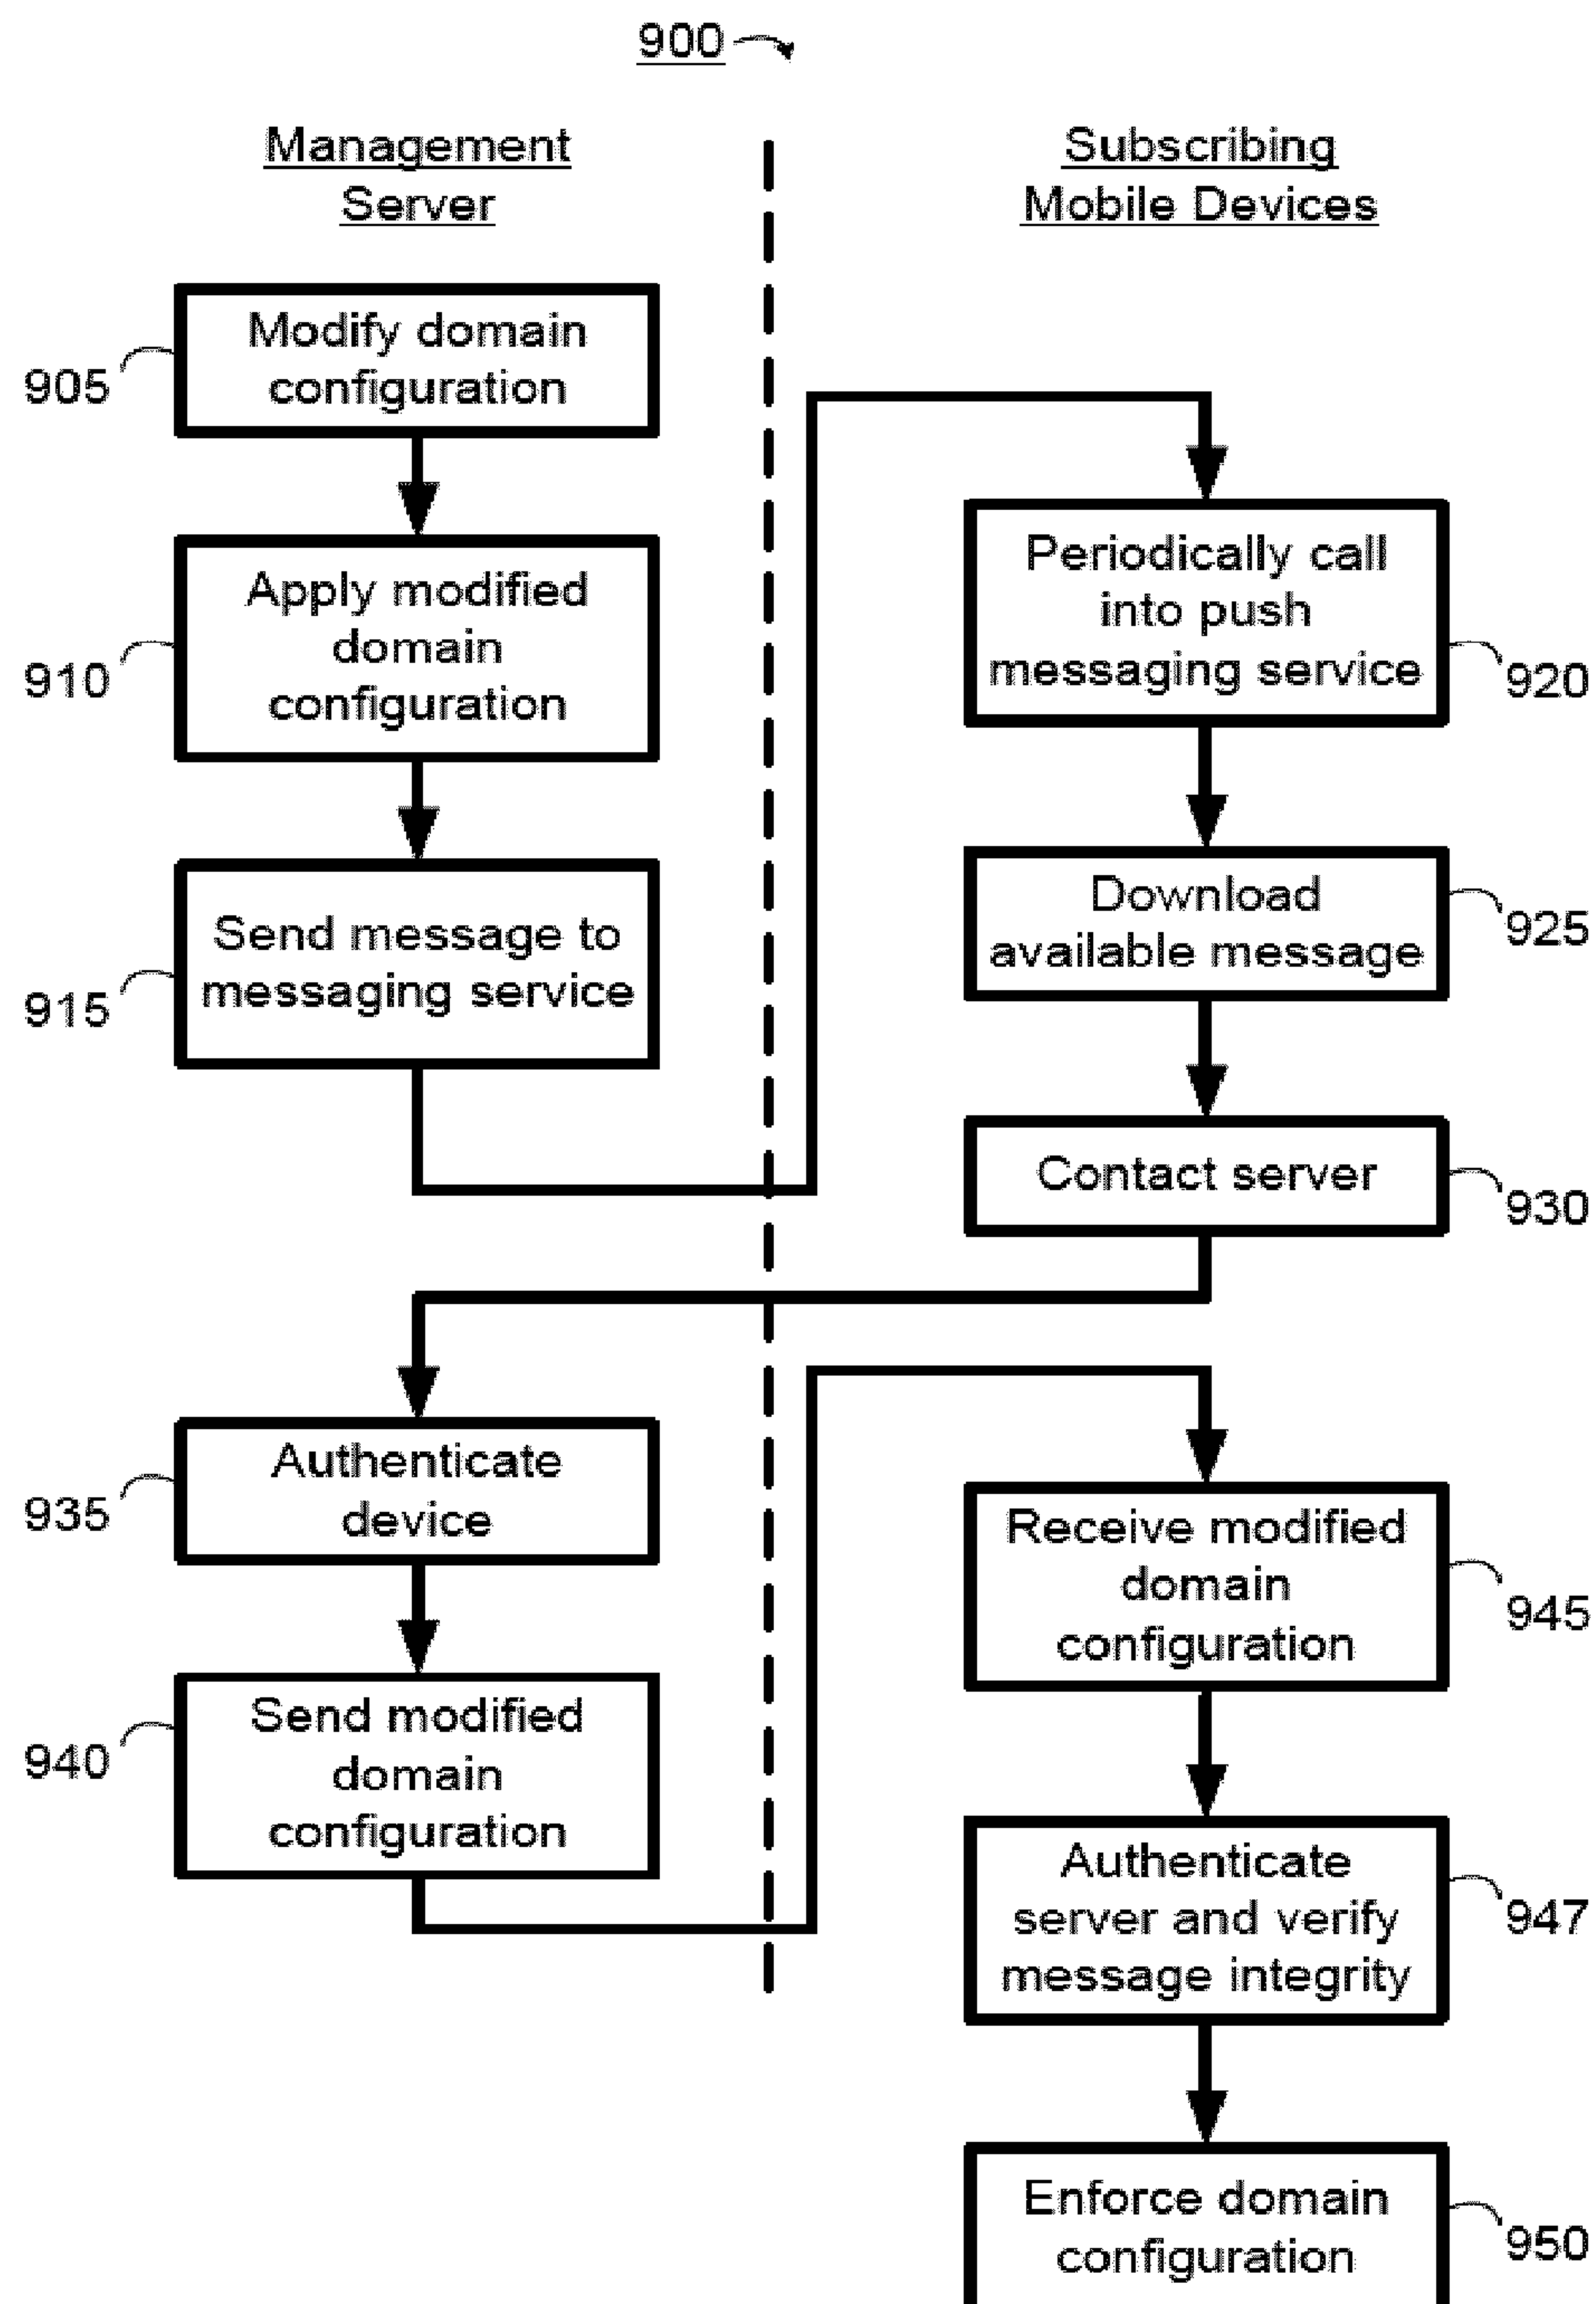 900
Management
Server
Subscribing
Mobile Devices
Modify domain
configuration
905
Apply modified
domain
configuration
910
Send message to
messaging service
915
Periodically call
into push
messaging service
920
Download
available message
925
Contact server
930
Authenticate
device
935
Send modified
domain
configuration
940
Receive modified
domain
configuration
945
Authenticate
server and verify
message integrity
947
Enforce domain
configuration
950